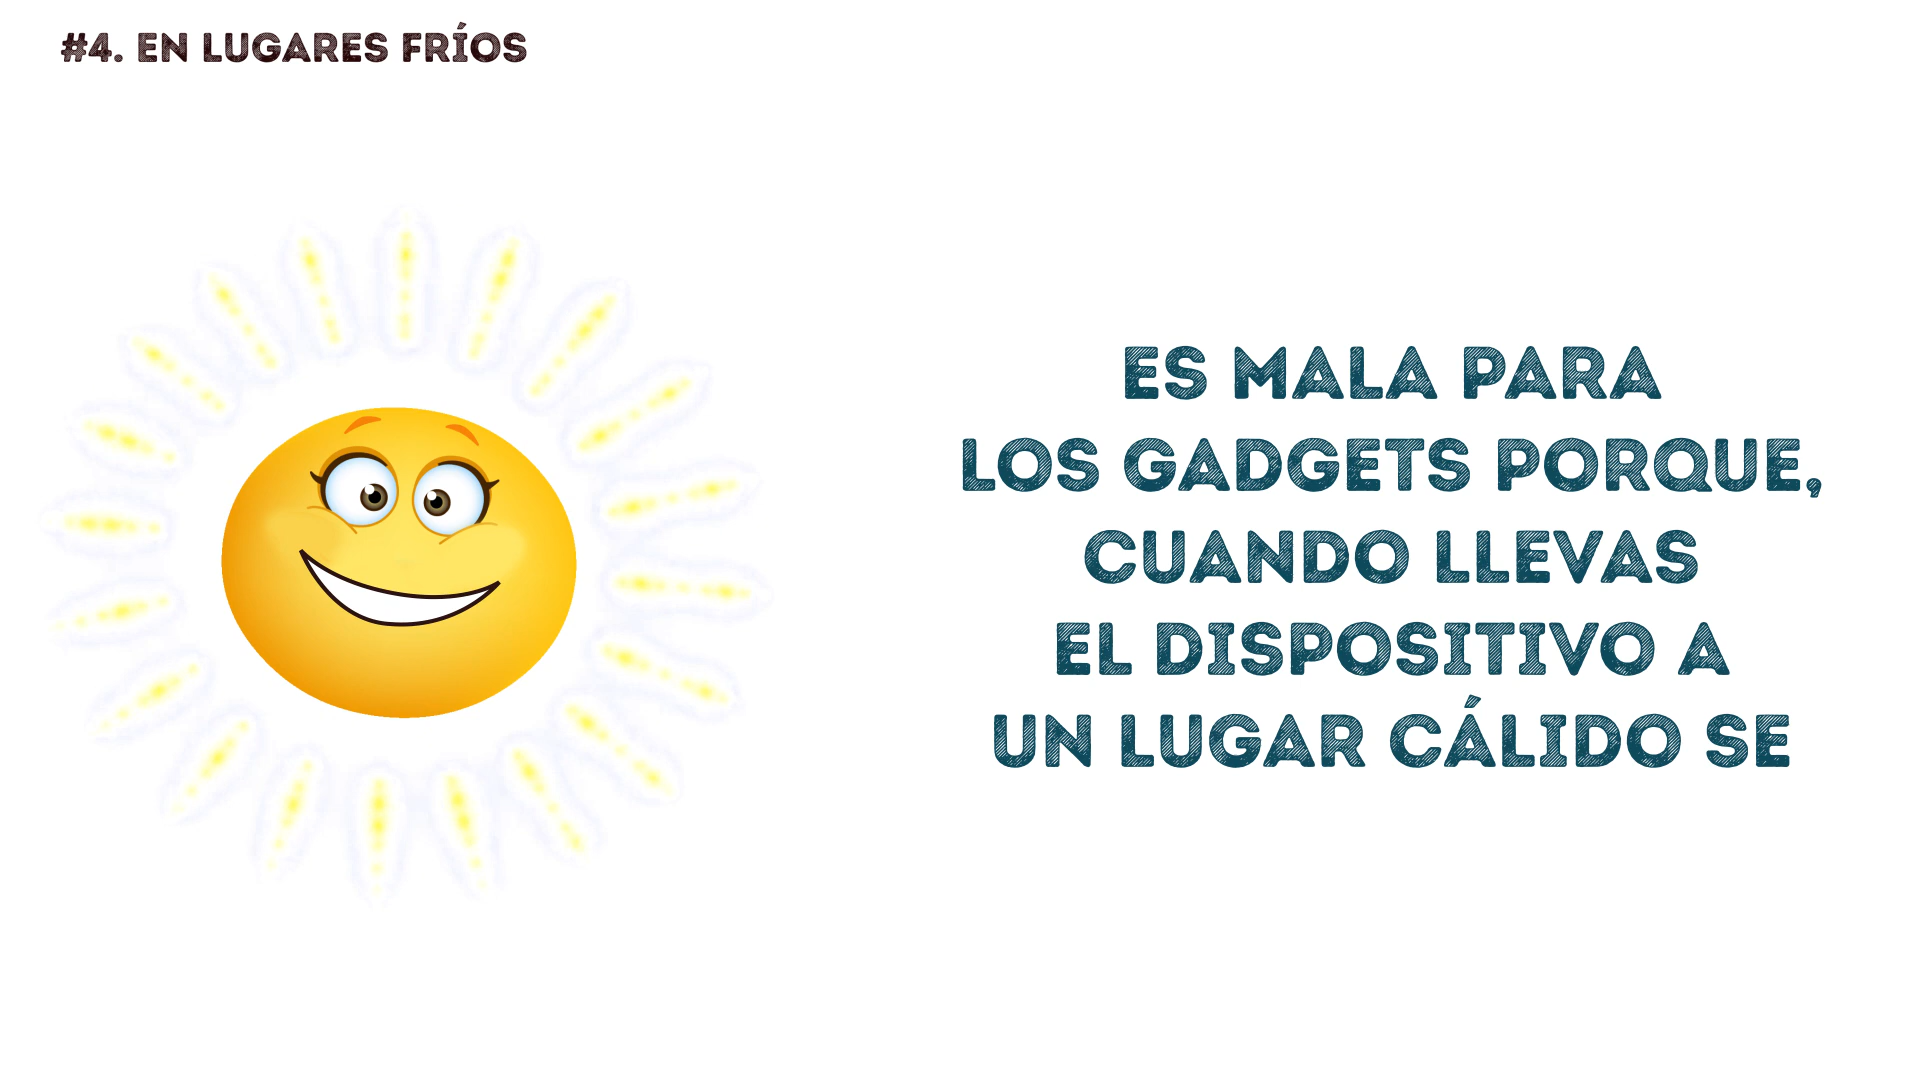 #4. EN LUGARES FRÍOS
ES MALA PARA
LOS GADGETS PORQUE,
CUANDO LLEVAS
EL DISPOSITIVO A
UN LUGAR CÁLIDO SE